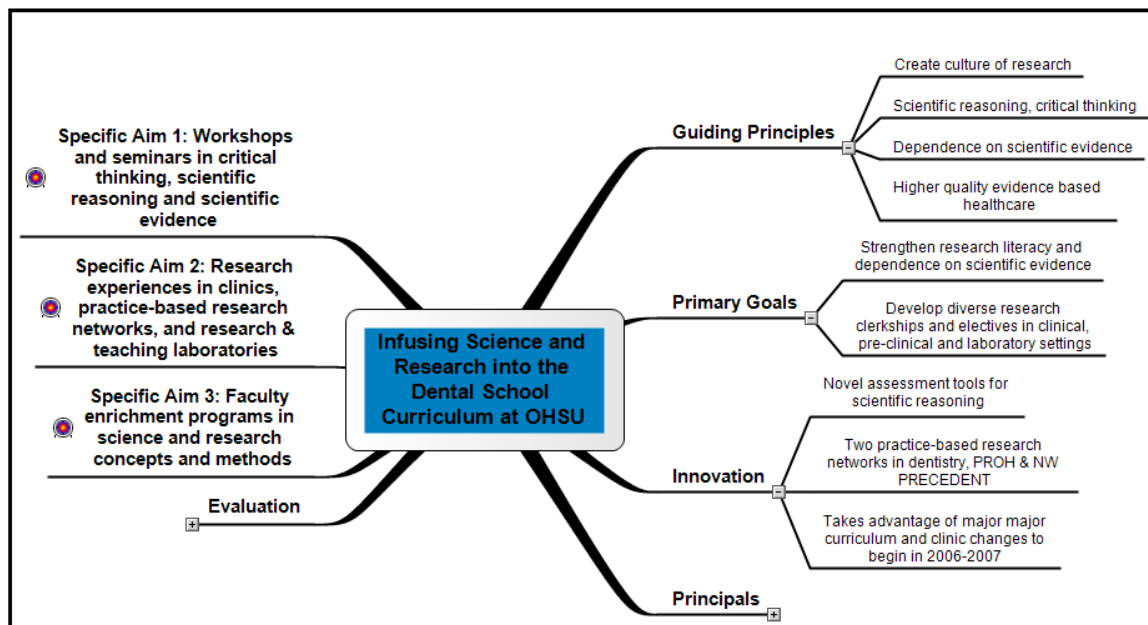 Infusing Science and
Research into the
Dental School
Curriculum at OHSU
Specific Aim 1: Workshops
and seminars in critical
thinking, scientific
reasoning and scientific
evidence
Specific Aim 2: Research
experiences in clinics,
practice-based research
networks, and research &
teaching laboratories
Specific Aim 3: Faculty
enrichment programs in
science and research
concepts and methods
Evaluation
Guiding Principles
Create culture of research
Scientific reasoning, critical thinking
Dependence on scientific evidence
Higher quality evidence based
healthcare
Primary Goals
Strengthen research literacy and
dependence on scientific evidence
Develop diverse research
clerkships and electives in clinical,
pre-clinical and laboratory settings
Innovation
Novel assessment tools for
scientific reasoning
Two practice-based research
networks in dentistry, PROH & NW
PRECEDENT
Takes advantage of major major
curriculum and clinic changes to
begin in 2006-2007
Principals